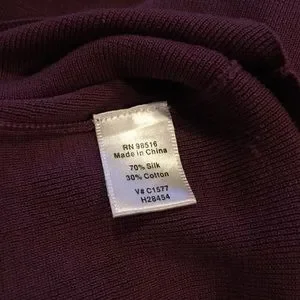 RN 98516
Made in China
70% Silk
30% Cotton
V# C1577
H28454